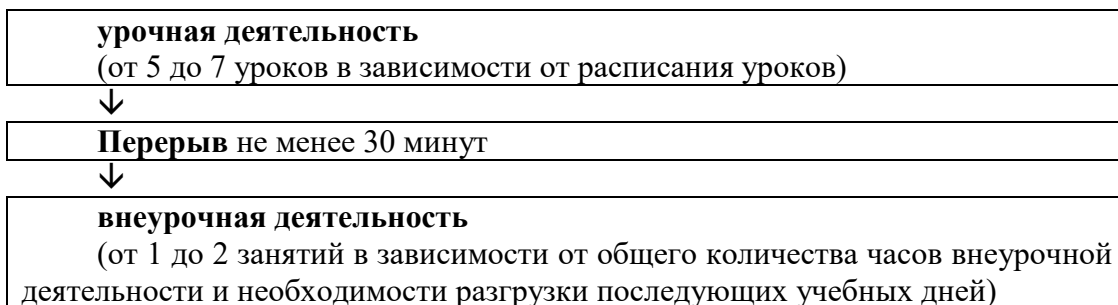 урочная деятельность
(от 5 до 7 уроков в зависимости от расписания уроков)
↓
Перерыв не менее 30 минут
↓
внеурочная деятельность
(от 1 до 2 занятий в зависимости от общего количества часов внеурочной
деятельности и необходимости разгрузки последующих учебных дней)